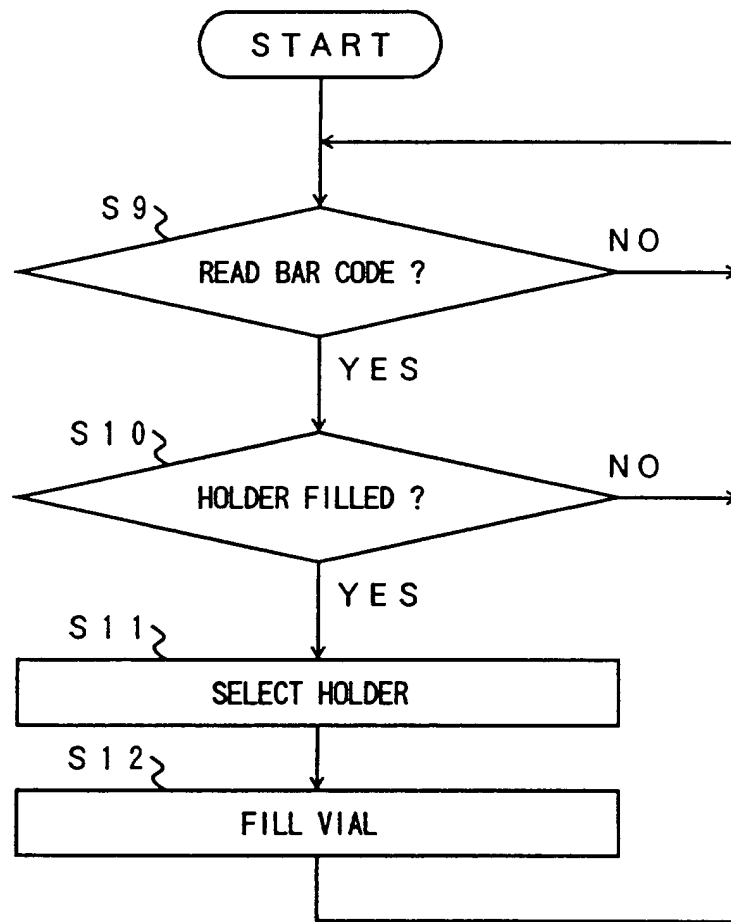 START
S9
READ BAR CODE ?
NO
YES
S10
HOLDER FILLED ?
NO
YES
S11
SELECT HOLDER
S12
FILL VIAL